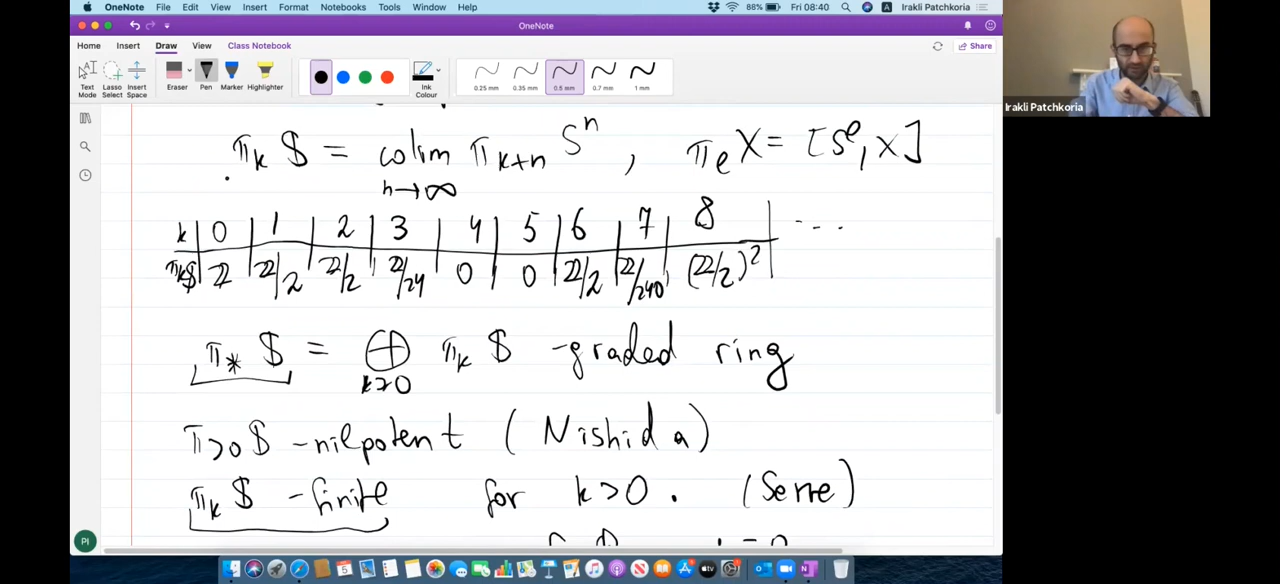 OneNote File Edit View Insert Format Notebooks Tools Window Help 88% Fri 08:40 A Irakli Patchkoria
OneNote
Home Insert Draw View Class Notebook Share
Text Mode Lasso Select Insert Space Eraser Pen Marker Highlighter Ink Colour 0.25 mm 0.35 mm 0.5 mm 0.7 mm 1 mm
Irakli Patchkoria
π_k $ = colim_{n→∞} π_{k+n} S^n , π_e X = [S^e, X]
k | 0 | 1 | 2 | 3 | 4 | 5 | 6 | 7 | 8 | ...
π_k $ | ℤ | ℤ/2 | ℤ/2 | ℤ/24 | 0 | 0 | ℤ/2 | ℤ/240 | (ℤ/2)^2
π_* $ = ⊕_{k≥0} π_k $ - graded ring
π_{>0} $ - nilpotent (Nishida)
π_k $ - finite for k>0. (Serre)
PI